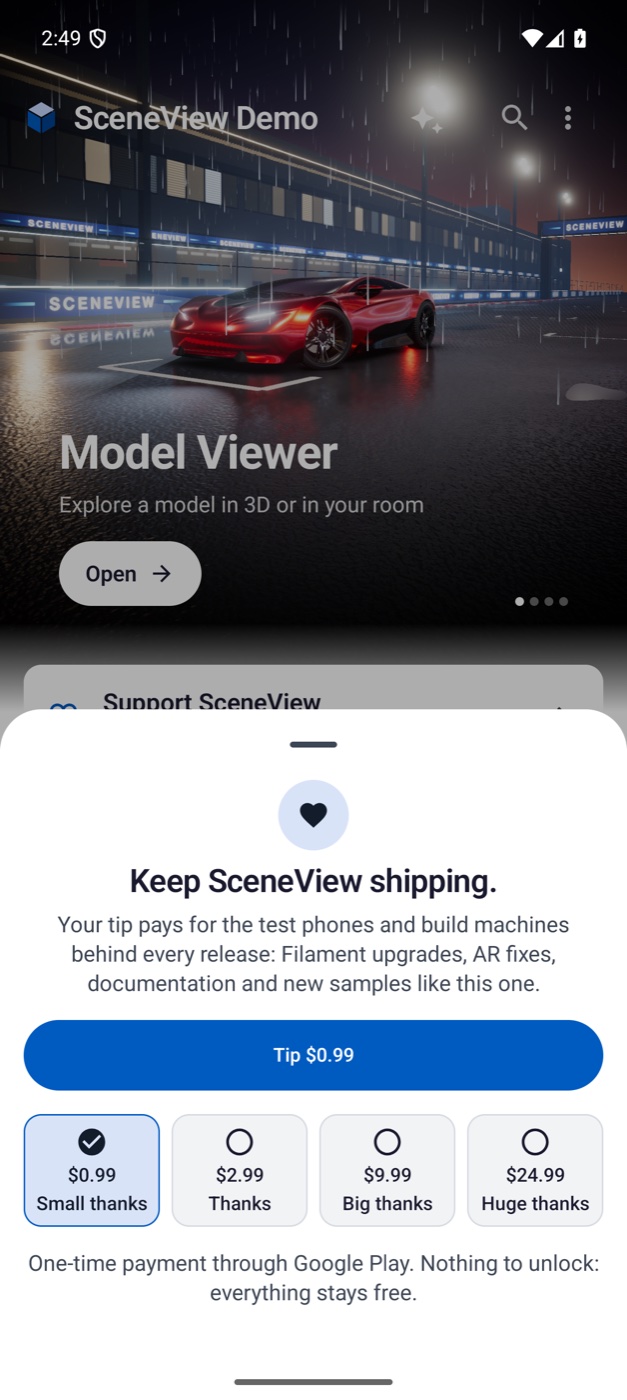 2:49
SceneView Demo
SCENEVIEW
ENEVIEW
SCENEVIEW
SCENEVIEW
SCENEVIEW
Model Viewer
Explore a model in 3D or in your room
Open
Support SceneView
Keep SceneView shipping.
Your tip pays for the test phones and build machines
behind every release: Filament upgrades, AR fixes,
documentation and new samples like this one.
Tip $0.99
$0.99 $2.99 $9.99 $24.99
Small thanks Thanks Big thanks Huge thanks
One-time payment through Google Play. Nothing to unlock:
everything stays free.